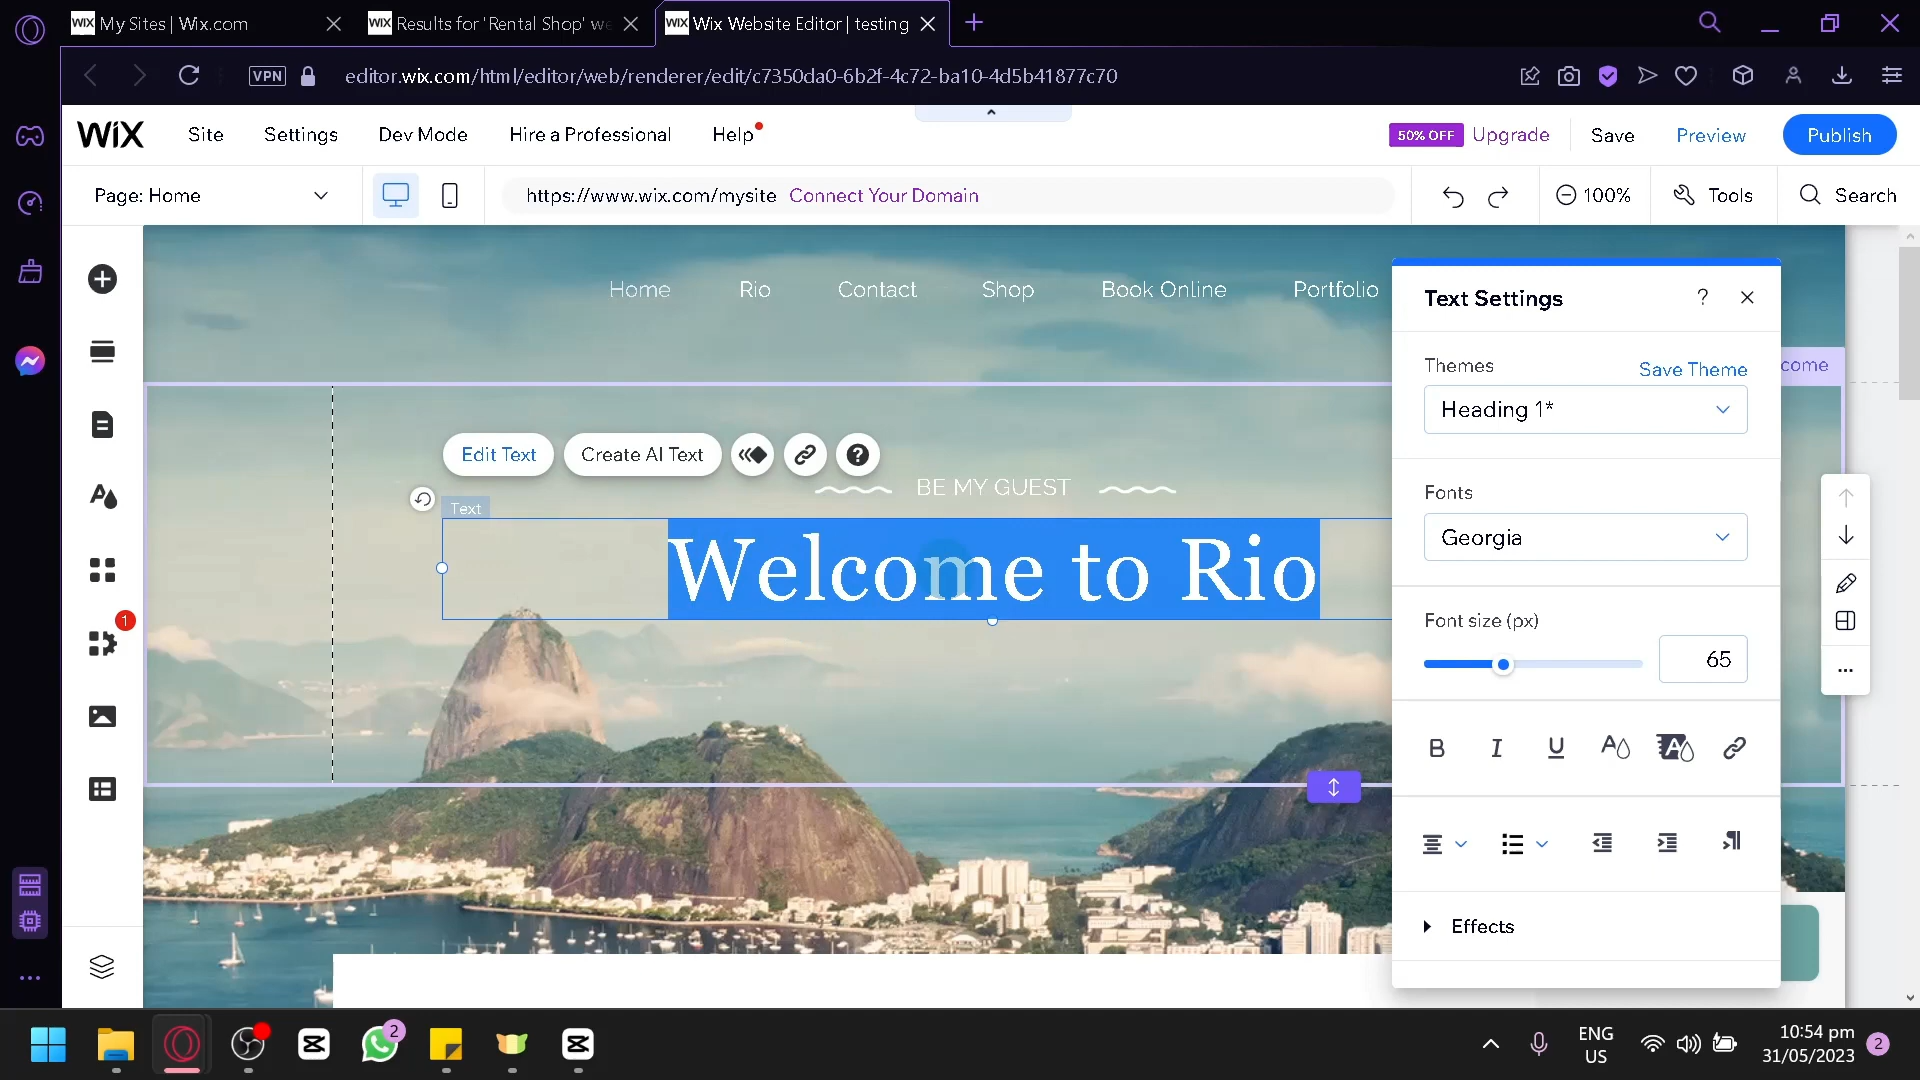 WIX My Sites | Wix.com
WIX Results for 'Rental Shop' we
WIX Wix Website Editor | testing
VPN
editor.wix.com/html/editor/web/renderer/edit/c7350da0-6b2f-4c72-ba10-4d5b41877c70
WIX Site Settings Dev Mode Hire a Professional Help
50% OFF Upgrade Save Preview Publish
Page: Home
https://www.wix.com/mysite Connect Your Domain
100% Tools Search
Home Rio Contact Shop Book Online Portfolio
Text Settings ?
Themes Save Theme
come
Heading 1*
Edit Text Create AI Text ?
BE MY GUEST
Fonts
Text
Georgia
Welcome to Rio
Font size (px)
1
65
B I U A A
Effects
2
ENG
US
10:54 pm
31/05/2023
2